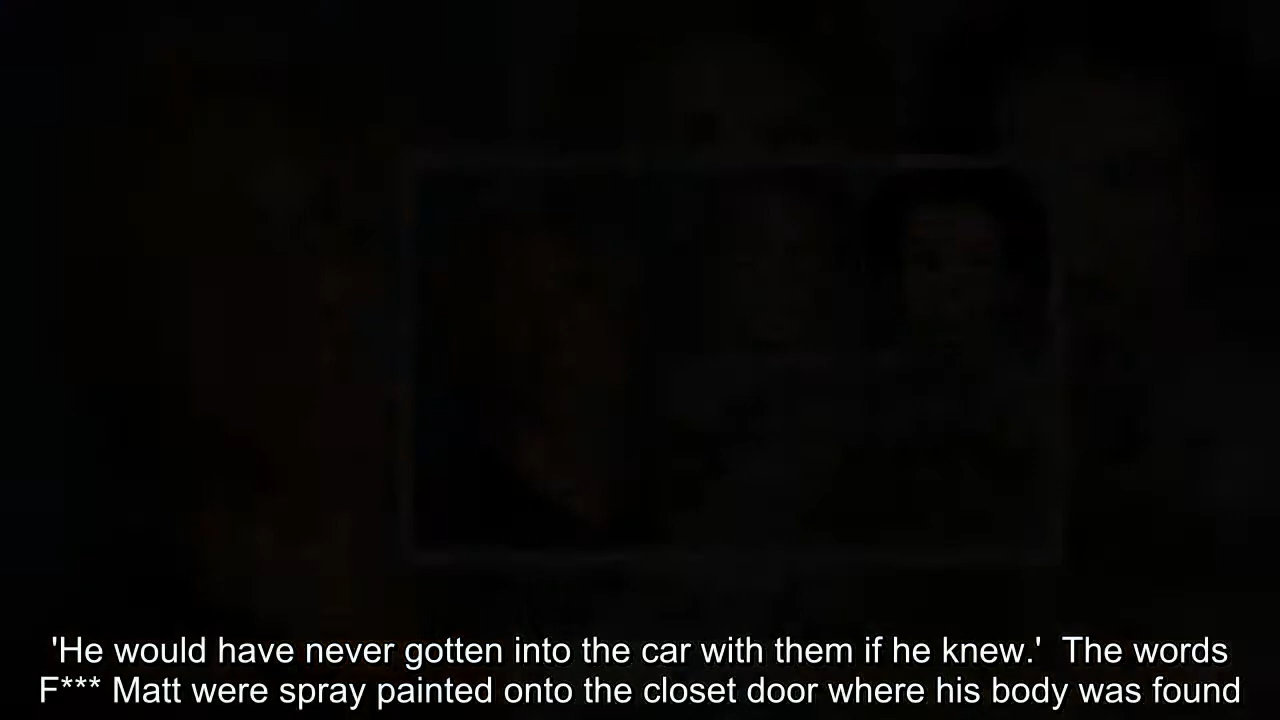 'He would have never gotten into the car with them if he knew.'  The words
F*** Matt were spray painted onto the closet door where his body was found